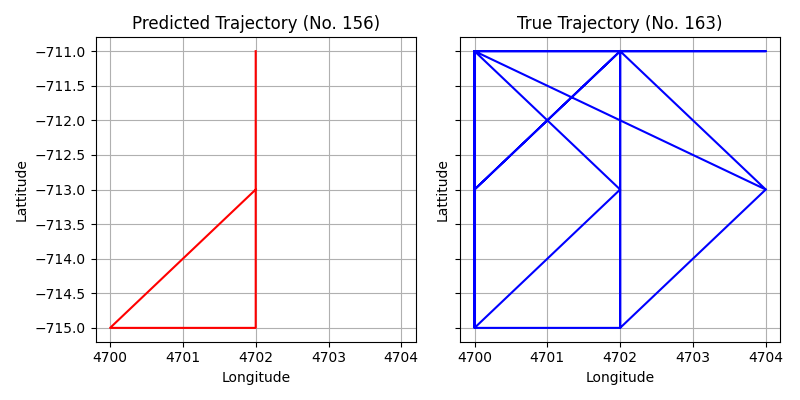 Predicted Trajectory (No. 156)
True Trajectory (No. 163)
−711.0
−711.5
−712.0
−712.5
−713.0
−713.5
−714.0
−714.5
−715.0
Lattitude
Lattitude
4700 4701 4702 4703 4704
4700 4701 4702 4703 4704
Longitude
Longitude